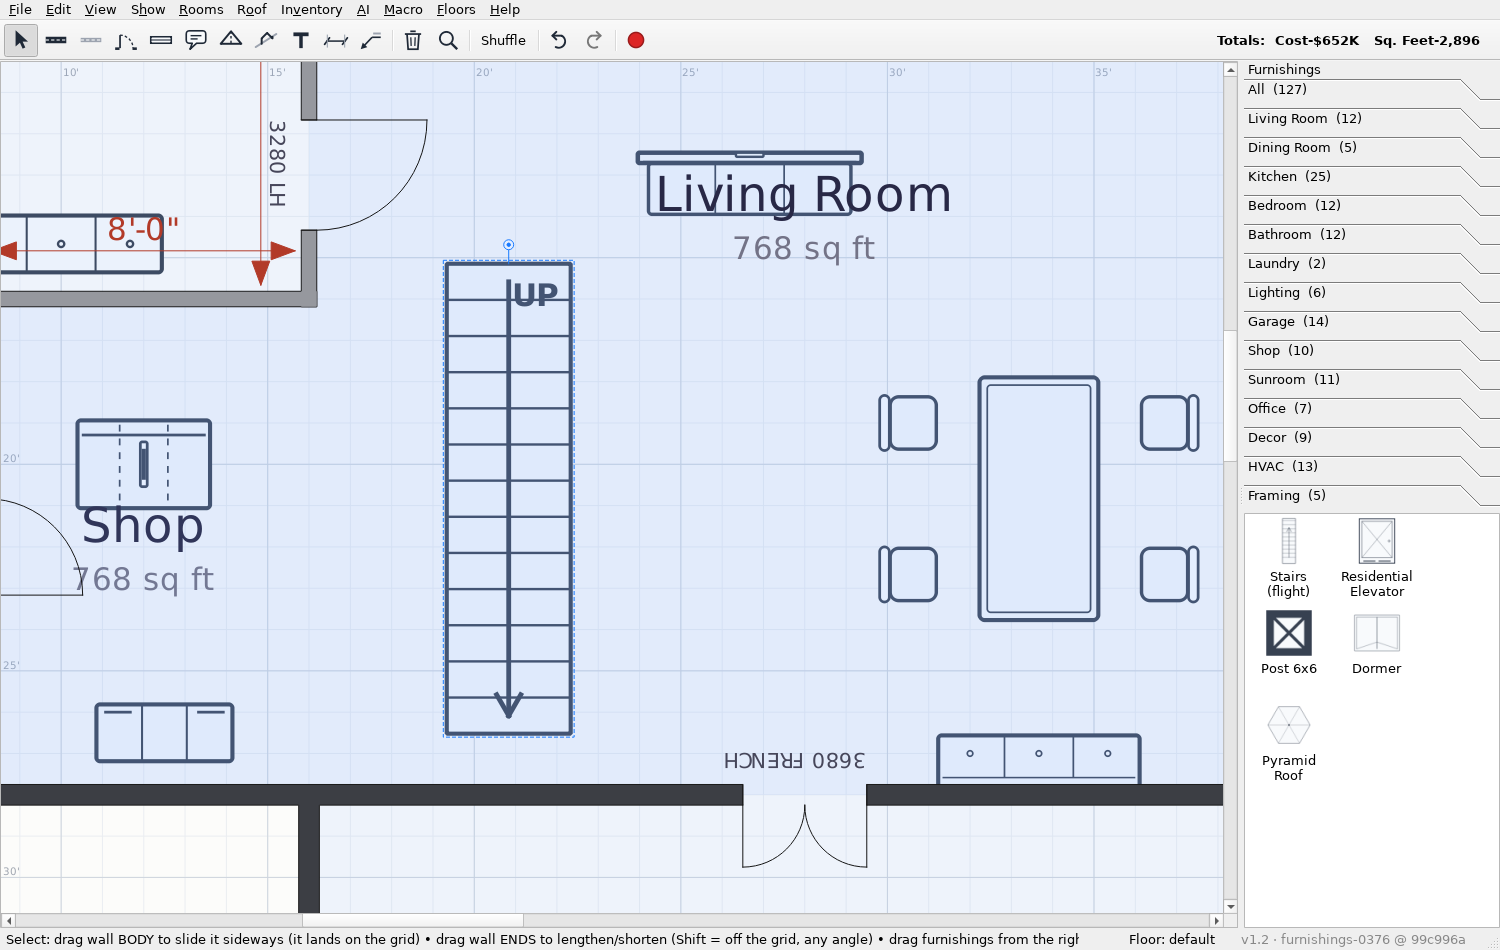 File Edit View Show Rooms Roof Inventory AI Macro Floors Help
T Shuffle Totals: Cost-$652K Sq. Feet-2,896
10' 15' 20' 25' 30' 35'
3280 LH
8'-0"
Living Room
768 sq ft
UP
20'
Shop
768 sq ft
25'
3680 FRENCH
30'
Furnishings
All (127)
Living Room (12)
Dining Room (5)
Kitchen (25)
Bedroom (12)
Bathroom (12)
Laundry (2)
Lighting (6)
Garage (14)
Shop (10)
Sunroom (11)
Office (7)
Decor (9)
HVAC (13)
Framing (5)
Stairs
(flight)
Residential
Elevator
Post 6x6
Dormer
Pyramid
Roof
Select: drag wall BODY to slide it sideways (it lands on the grid) • drag wall ENDS to lengthen/shorten (Shift = off the grid, any angle) • drag furnishings from the righ Floor: default v1.2 · furnishings-0376 @ 99c996a